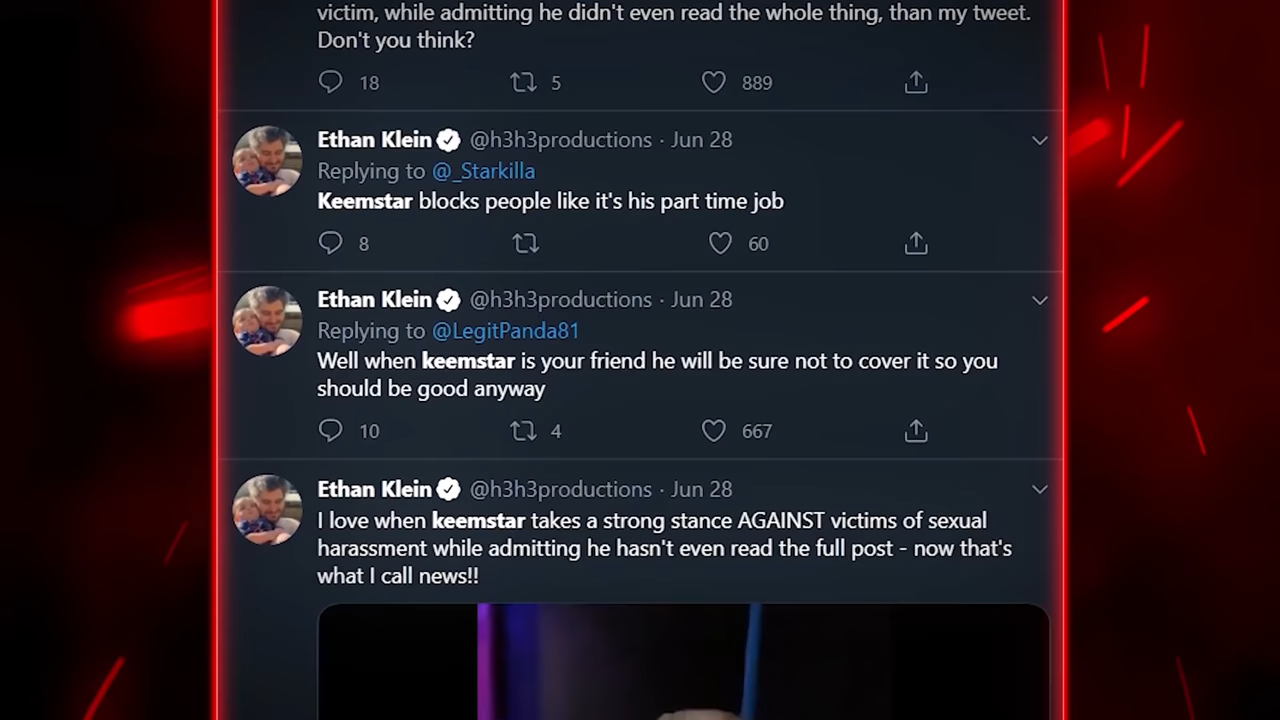 victim, while admitting he didn't even read the whole thing, than my tweet.
Don't you think?
18 5 889
Ethan Klein @h3h3productions · Jun 28
Replying to @_Starkilla
Keemstar blocks people like it's his part time job
8 60
Ethan Klein @h3h3productions · Jun 28
Replying to @LegitPanda81
Well when keemstar is your friend he will be sure not to cover it so you
should be good anyway
10 4 667
Ethan Klein @h3h3productions · Jun 28
I love when keemstar takes a strong stance AGAINST victims of sexual
harassment while admitting he hasn't even read the full post - now that's
what I call news!!